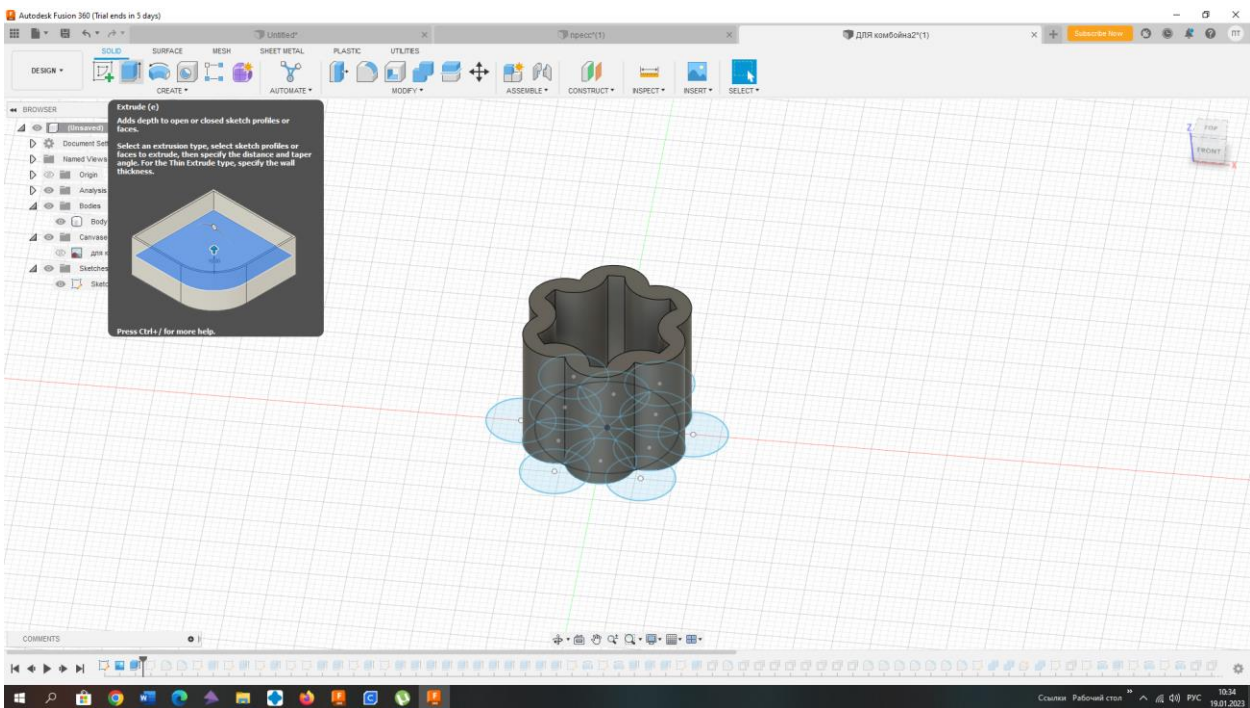 Autodesk Fusion 360 (Trial ends in 5 days)
Untitled*
пресс*(1)
ДЛЯ комбойна2*(1)
Subscribe Now
ПТ
SOLID
SURFACE
MESH
SHEET METAL
PLASTIC
UTILITIES
DESIGN
CREATE
AUTOMATE
MODIFY
ASSEMBLE
CONSTRUCT
INSPECT
INSERT
SELECT
BROWSER
(Unsaved)
Document Set
Named Views
Origin
Analysis
Bodies
Body
Canvase
для к
Sketches
Sketc
Extrude (e)
Adds depth to open or closed sketch profiles or
faces.
Select an extrusion type, select sketch profiles or
faces to extrude, then specify the distance and taper
angle. For the Thin Extrude type, specify the wall
thickness.
Press Ctrl+/ for more help.
Z
TOP
FRONT
X
COMMENTS
Ссылки
Рабочий стол
РУС
10:34
19.01.2023